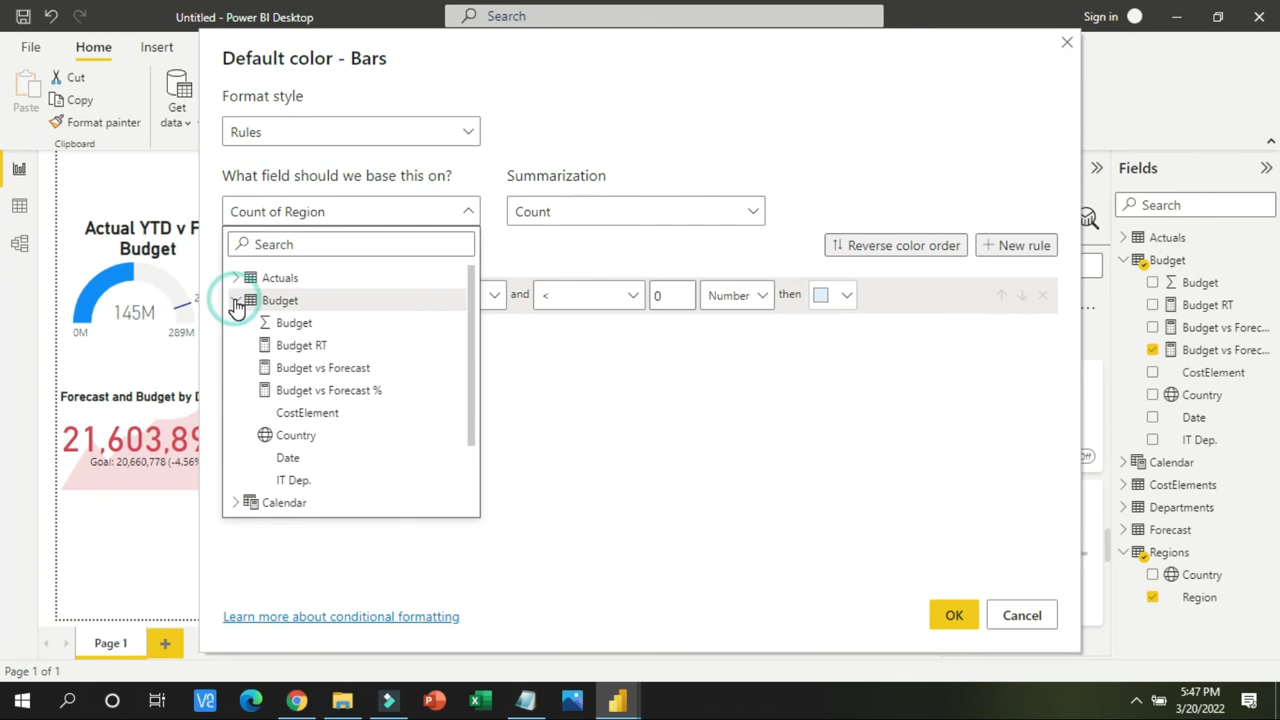 Untitled - Power BI Desktop
Search
Sign in
File
Home
Insert
Paste
Cut
Copy
Format painter
Clipboard
Get
data
Default color - Bars
Format style
Rules
What field should we base this on?
Summarization
Count of Region
Count
Search
Reverse color order
New rule
Actuals
Budget
Budget
Budget RT
Budget vs Forecast
Budget vs Forecast %
CostElement
Country
Date
IT Dep.
Calendar
and
<
0
Number
then
Learn more about conditional formatting
OK
Cancel
Actual YTD v F
Budget
145M
0M
289M
Forecast and Budget by D
21,603,89
Goal: 20,660,778 (-4.56%
Fields
Search
Actuals
Budget
Budget
Budget RT
Budget vs Forec...
Budget vs Forec...
CostElement
Country
Date
IT Dep.
Calendar
CostElements
Departments
Forecast
Regions
Country
Region
Page 1
Page 1 of 1
5:47 PM
3/20/2022